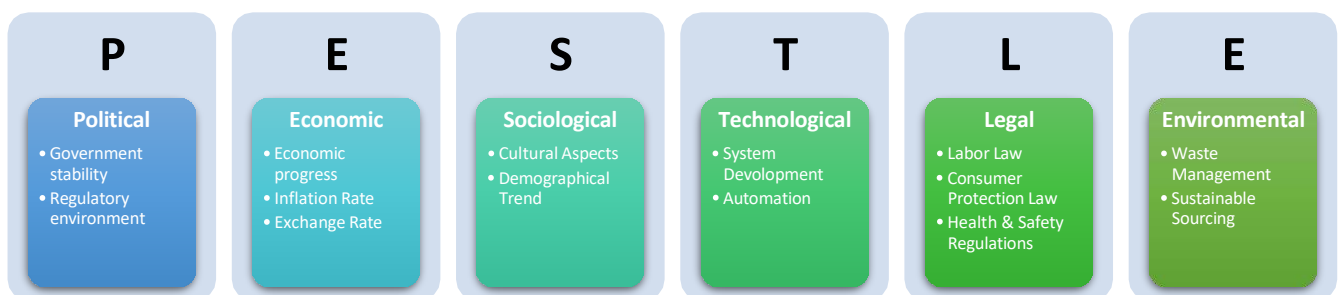 P
Political
• Government
stability
• Regulatory
environment
E
Economic
• Economic
progress
• Inflation Rate
• Exchange Rate
S
Sociological
• Cultural Aspects
• Demographical
Trend
T
Technological
• System
Devolopment
• Automation
L
Legal
• Labor Law
• Consumer
Protection Law
• Health & Safety
Regulations
E
Environmental
• Waste
Management
• Sustainable
Sourcing